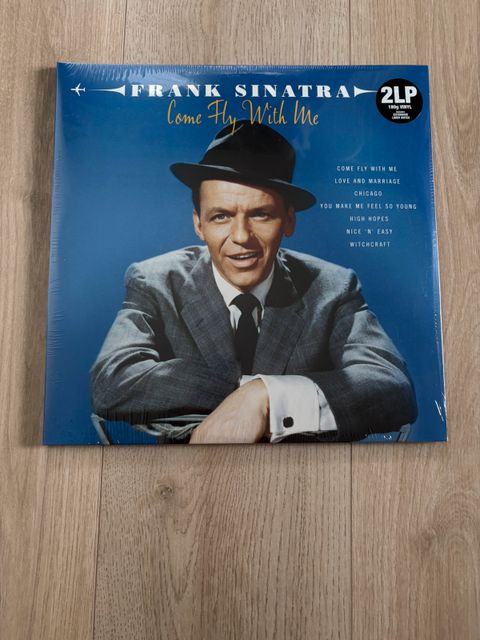 FRANK SINATRA
Come Fly With Me
2LP
180g VINYL
COME FLY WITH ME
LOVE AND MARRIAGE
CHICAGO
YOU MAKE ME FEEL SO YOUNG
HIGH HOPES
NICE 'N' EASY
WITCHCRAFT